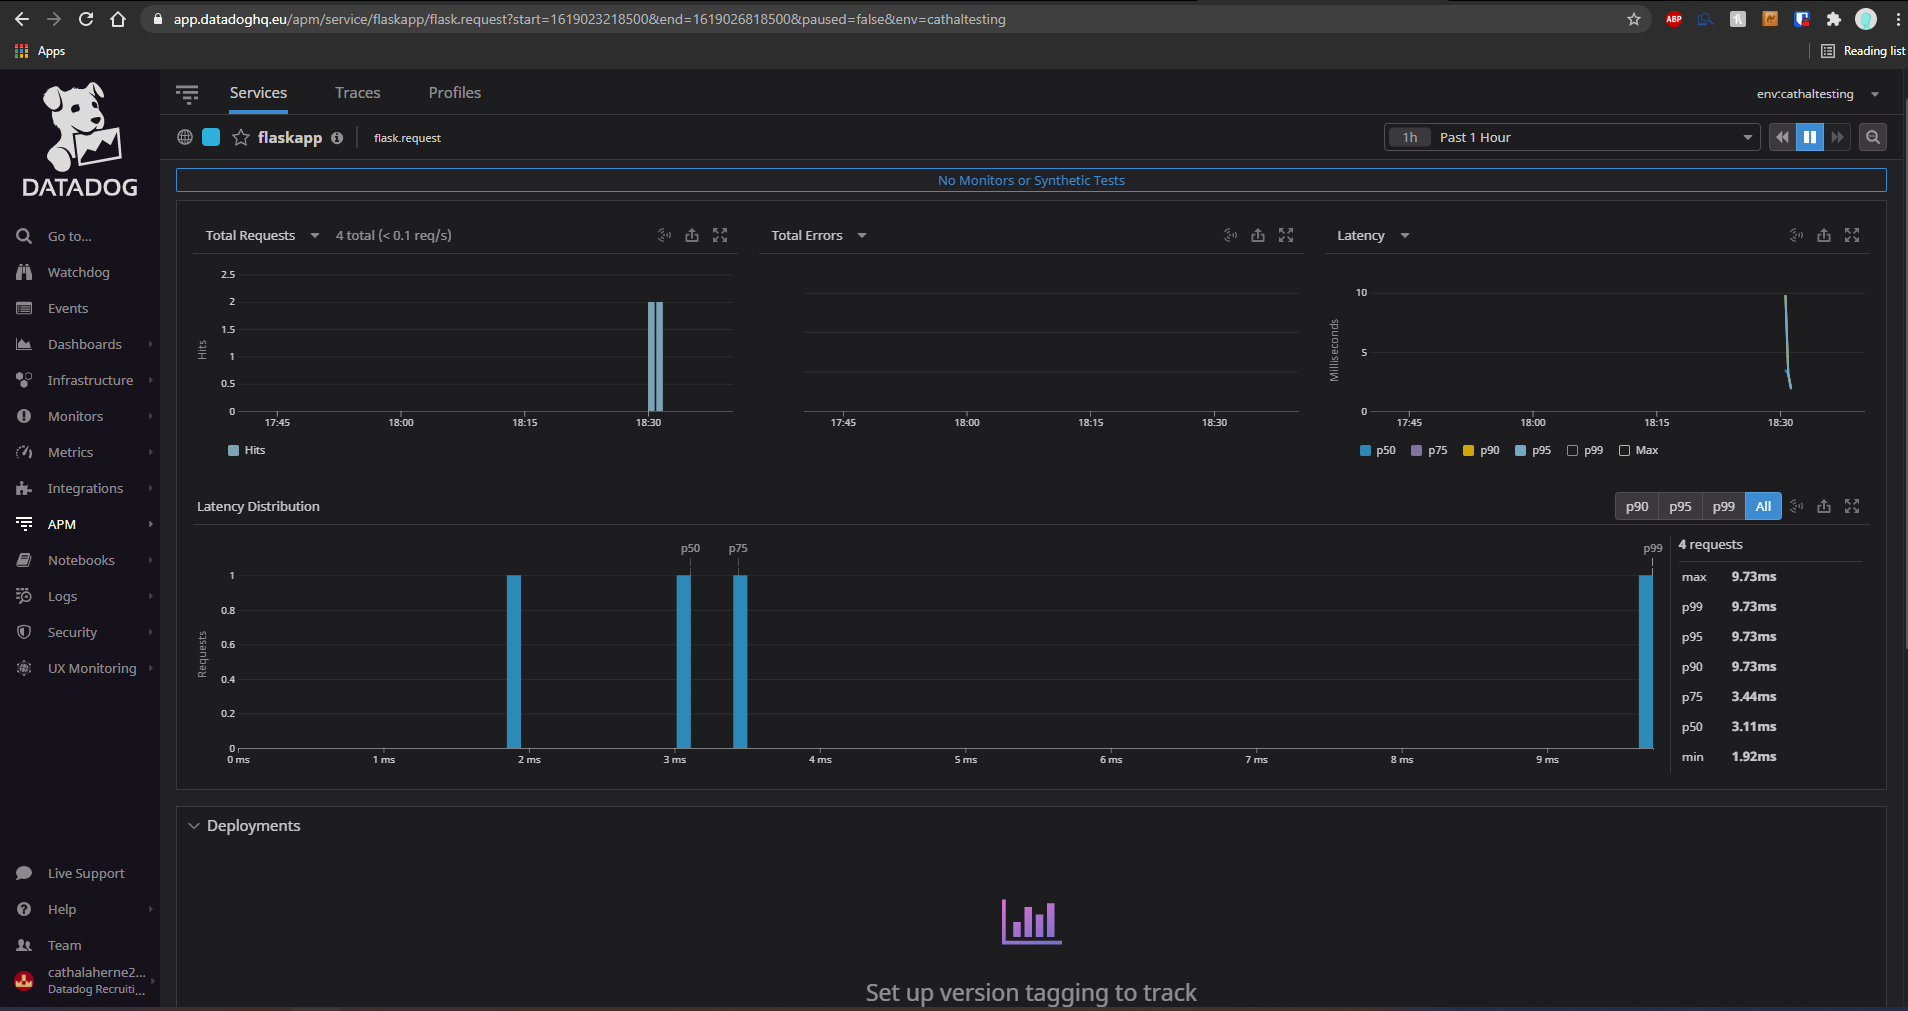 app.datadoghq.eu/apm/service/flaskapp/flask.request?start=1619023218500&end=1619026818500&paused=false&env=cathaltesting
ABP
Apps
Reading list
DATADOG
Go to...
Watchdog
Events
Dashboards
Infrastructure
Monitors
Metrics
Integrations
APM
Notebooks
Logs
Security
UX Monitoring
Live Support
Help
Team
cathalaherne2...
Datadog Recruiti...
Services Traces Profiles
env:cathaltesting
flaskapp flask.request
1h Past 1 Hour
No Monitors or Synthetic Tests
Total Requests 4 total (< 0.1 req/s)
2.5
2
1.5
1
0.5
0
Hits
17:45 18:00 18:15 18:30
Hits
Total Errors
17:45 18:00 18:15 18:30
Latency
10
5
0
Milliseconds
17:45 18:00 18:15 18:30
p50 p75 p90 p95 p99 Max
Latency Distribution
p90 p95 p99 All
p50 p75 p99
1
0.8
0.6
0.4
0.2
0
Requests
0 ms 1 ms 2 ms 3 ms 4 ms 5 ms 6 ms 7 ms 8 ms 9 ms
4 requests
max 9.73ms
p99 9.73ms
p95 9.73ms
p90 9.73ms
p75 3.44ms
p50 3.11ms
min 1.92ms
Deployments
Set up version tagging to track